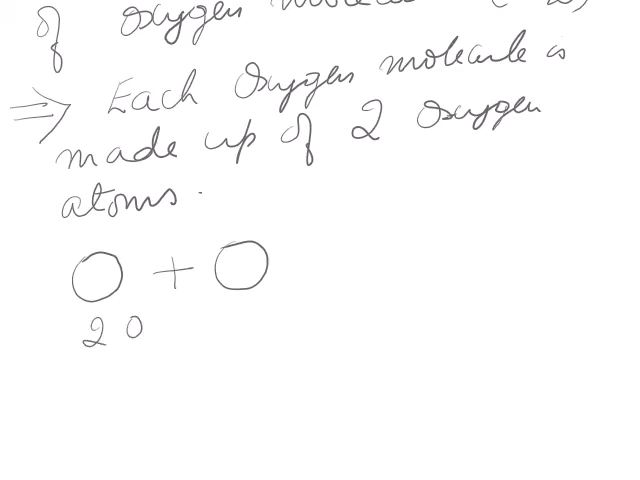 of oxygen
⇒ Each oxygen molecule is
made up of 2 oxygen
atoms.
O + O
2 O